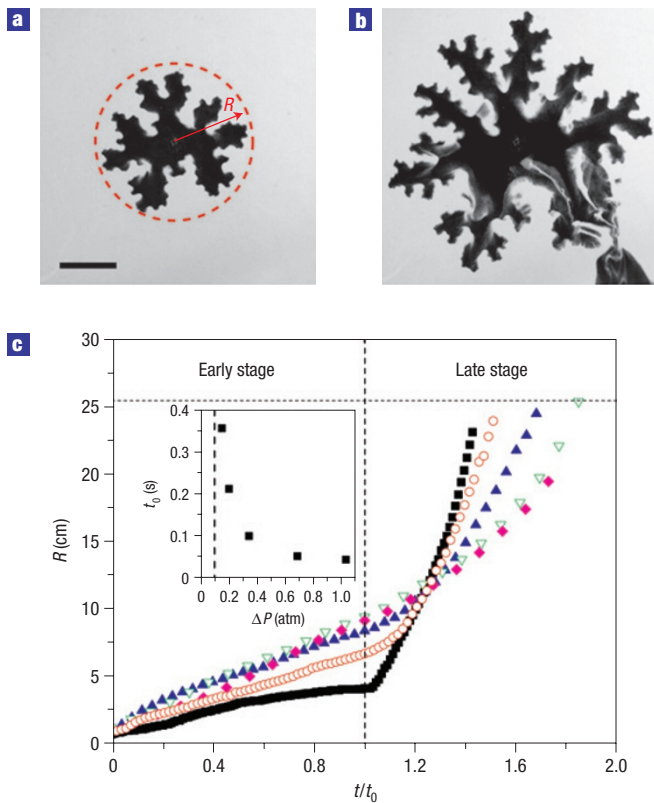 a
R
b
c
30
25
20
15
10
5
0
R (cm)
Early stage
Late stage
0.4
0.3
0.2
0.1
0
t₀ (s)
0 0.2 0.4 0.6 0.8 1.0
ΔP (atm)
0 0.4 0.8 1.2 1.6 2.0
t/t₀